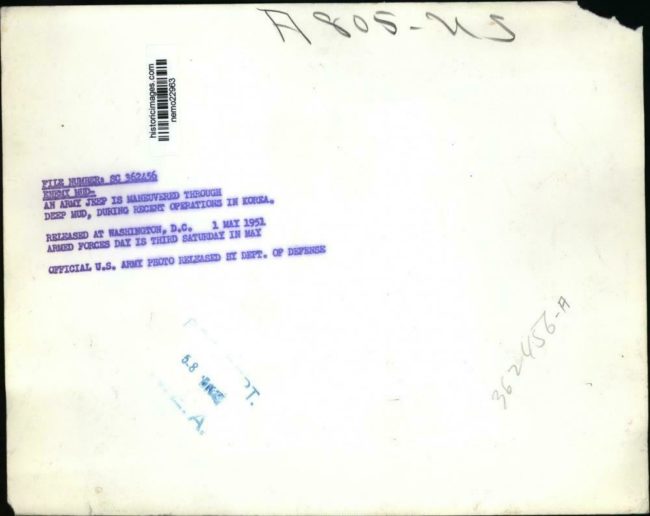 A 805-US
historicimages.com
nemo22963
FILE NUMBER: SC 362456
ENEMY MUD-
AN ARMY JEEP IS MANEUVERED THROUGH
DEEP MUD, DURING RECENT OPERATIONS IN KOREA.
RELEASED AT WASHINGTON, D.C. 1 MAY 1951
ARMED FORCES DAY IS THIRD SATURDAY IN MAY
OFFICIAL U.S. ARMY PHOTO RELEASED BY DEPT. OF DEFENSE
362456-A